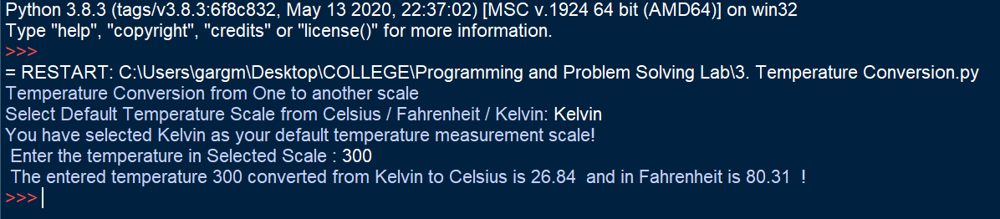 Python 3.8.3 (tags/v3.8.3:6f8c832, May 13 2020, 22:37:02) [MSC v.1924 64 bit (AMD64)] on win32
Type "help", "copyright", "credits" or "license()" for more information.
>>>
= RESTART: C:\Users\gargm\Desktop\COLLEGE\Programming and Problem Solving Lab\3. Temperature Conversion.py
Temperature Conversion from One to another scale
Select Default Temperature Scale from Celsius / Fahrenheit / Kelvin: Kelvin
You have selected Kelvin as your default temperature measurement scale!
 Enter the temperature in Selected Scale : 300
 The entered temperature 300 converted from Kelvin to Celsius is 26.84  and in Fahrenheit is 80.31  !
>>>